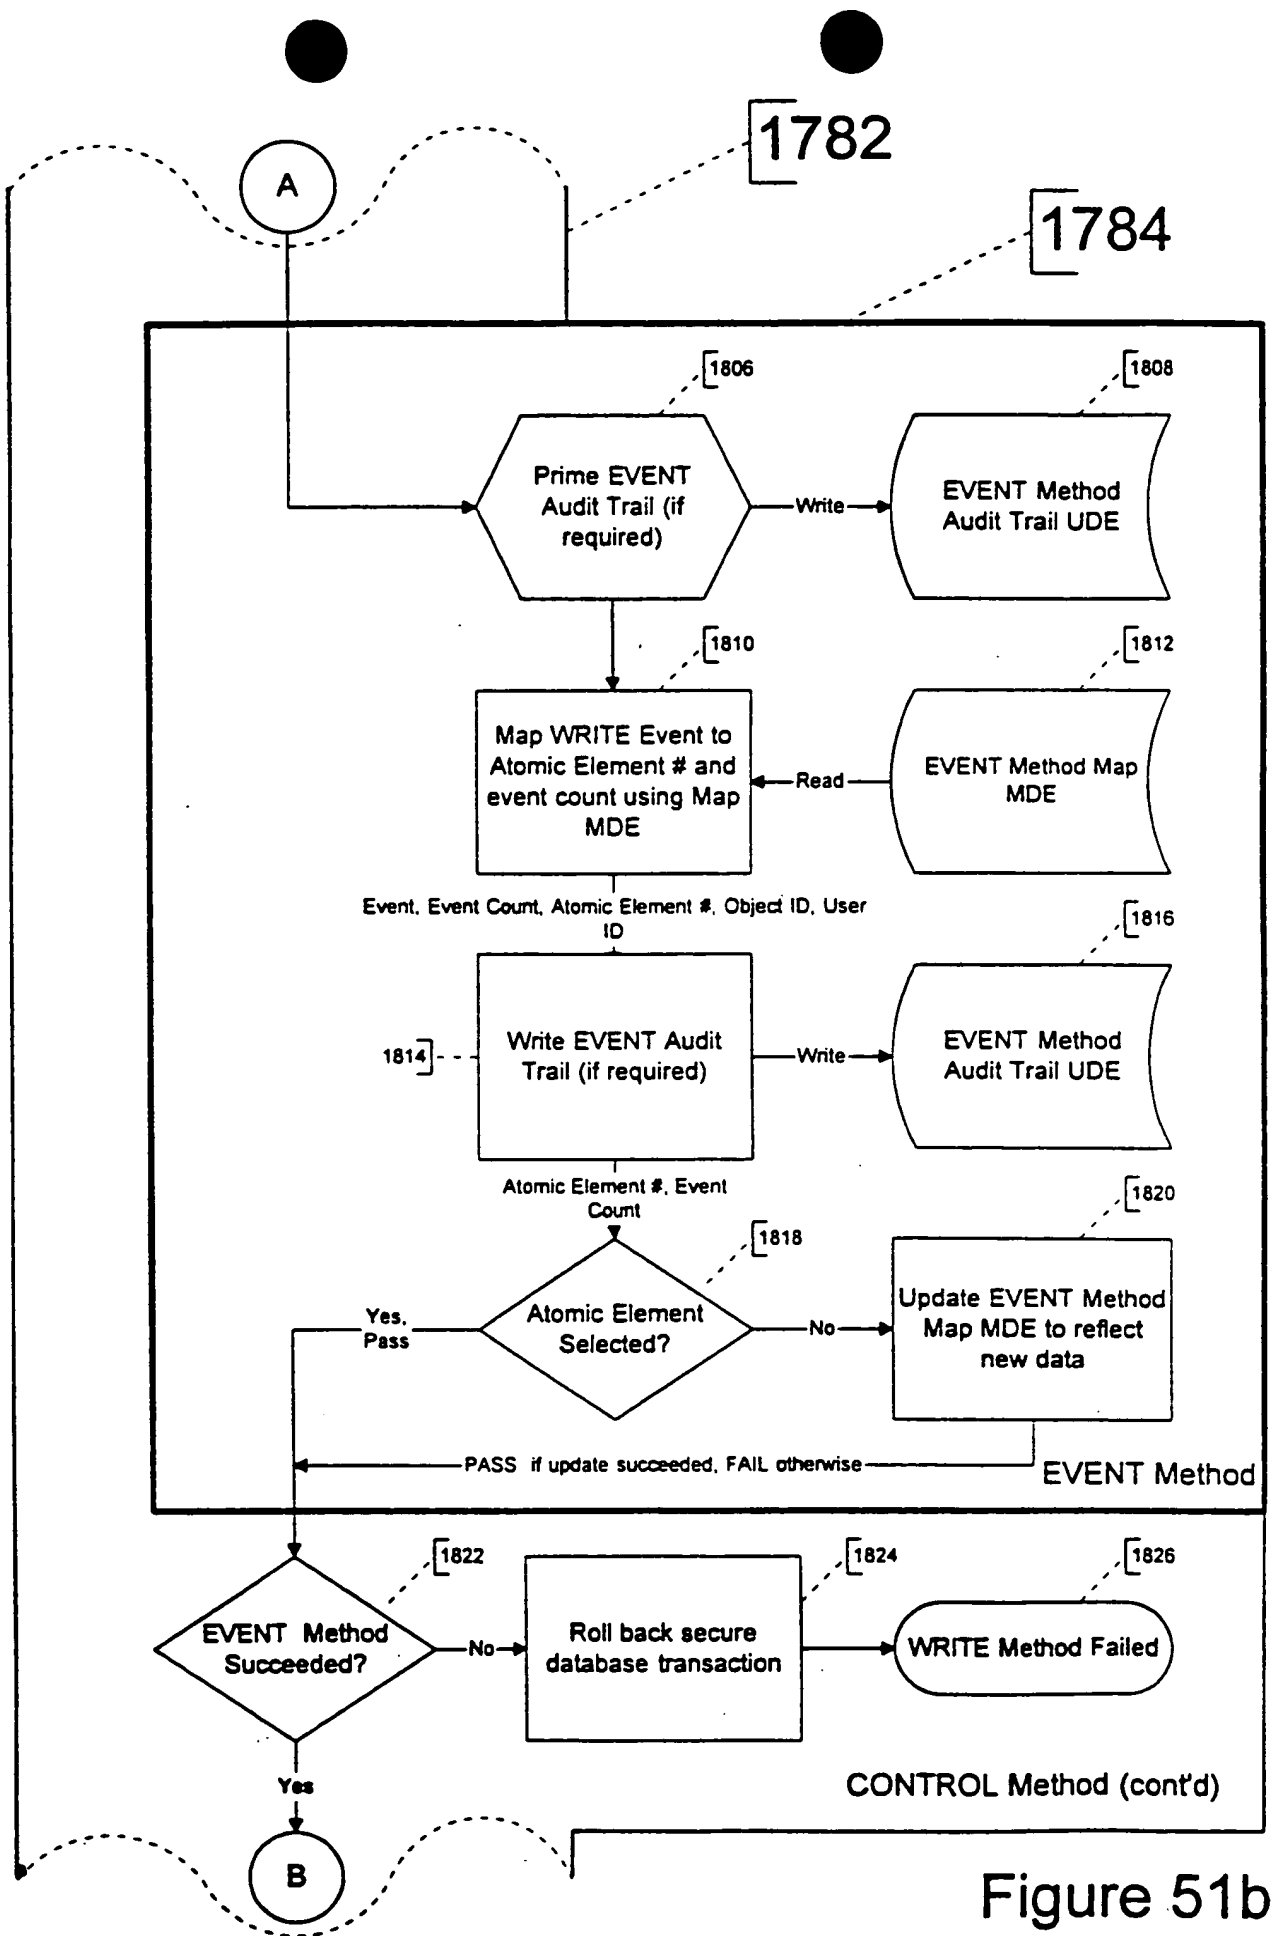 1782
A
1784
1806
1808
Prime EVENT
Audit Trail (if
required)
Write
EVENT Method
Audit Trail UDE
1810
1812
Map WRITE Event to
Atomic Element # and
event count using Map
MDE
Read
EVENT Method Map
MDE
Event, Event Count, Atomic Element #, Object ID, User
ID
1816
1814
Write EVENT Audit
Trail (if required)
Write
EVENT Method
Audit Trail UDE
Atomic Element #, Event
Count
1820
1818
Yes,
Pass
Atomic Element
Selected?
No
Update EVENT Method
Map MDE to reflect
new data
PASS if update succeeded, FAIL otherwise
EVENT Method
1822
1824
1826
EVENT Method
Succeeded?
No
Roll back secure
database transaction
WRITE Method Failed
Yes
CONTROL Method (cont'd)
B
Figure 51b